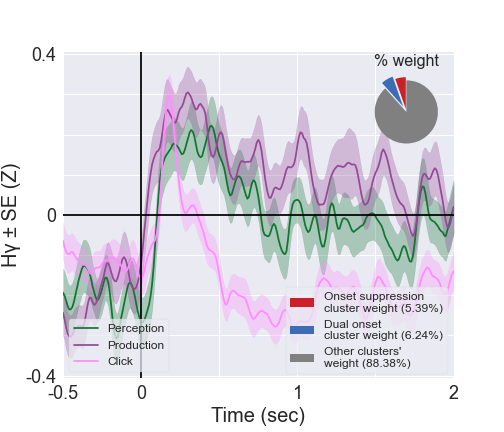 % weight
0.4
0
-0.4
Hγ ± SE (Z)
Perception
Production
Click
Onset suppression
cluster weight (5.39%)
Dual onset
cluster weight (6.24%)
Other clusters'
weight (88.38%)
-0.5
0
1
2
Time (sec)